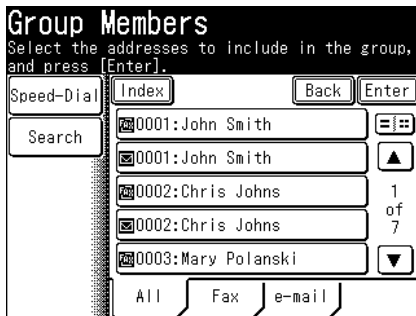 Group Members
Select the addresses to include in the group,
and press [Enter].
Speed-Dial
Search
Index Back Enter
0001:John Smith
0001:John Smith
0002:Chris Johns
0002:Chris Johns
0003:Mary Polanski
1
of
7
All Fax e-mail